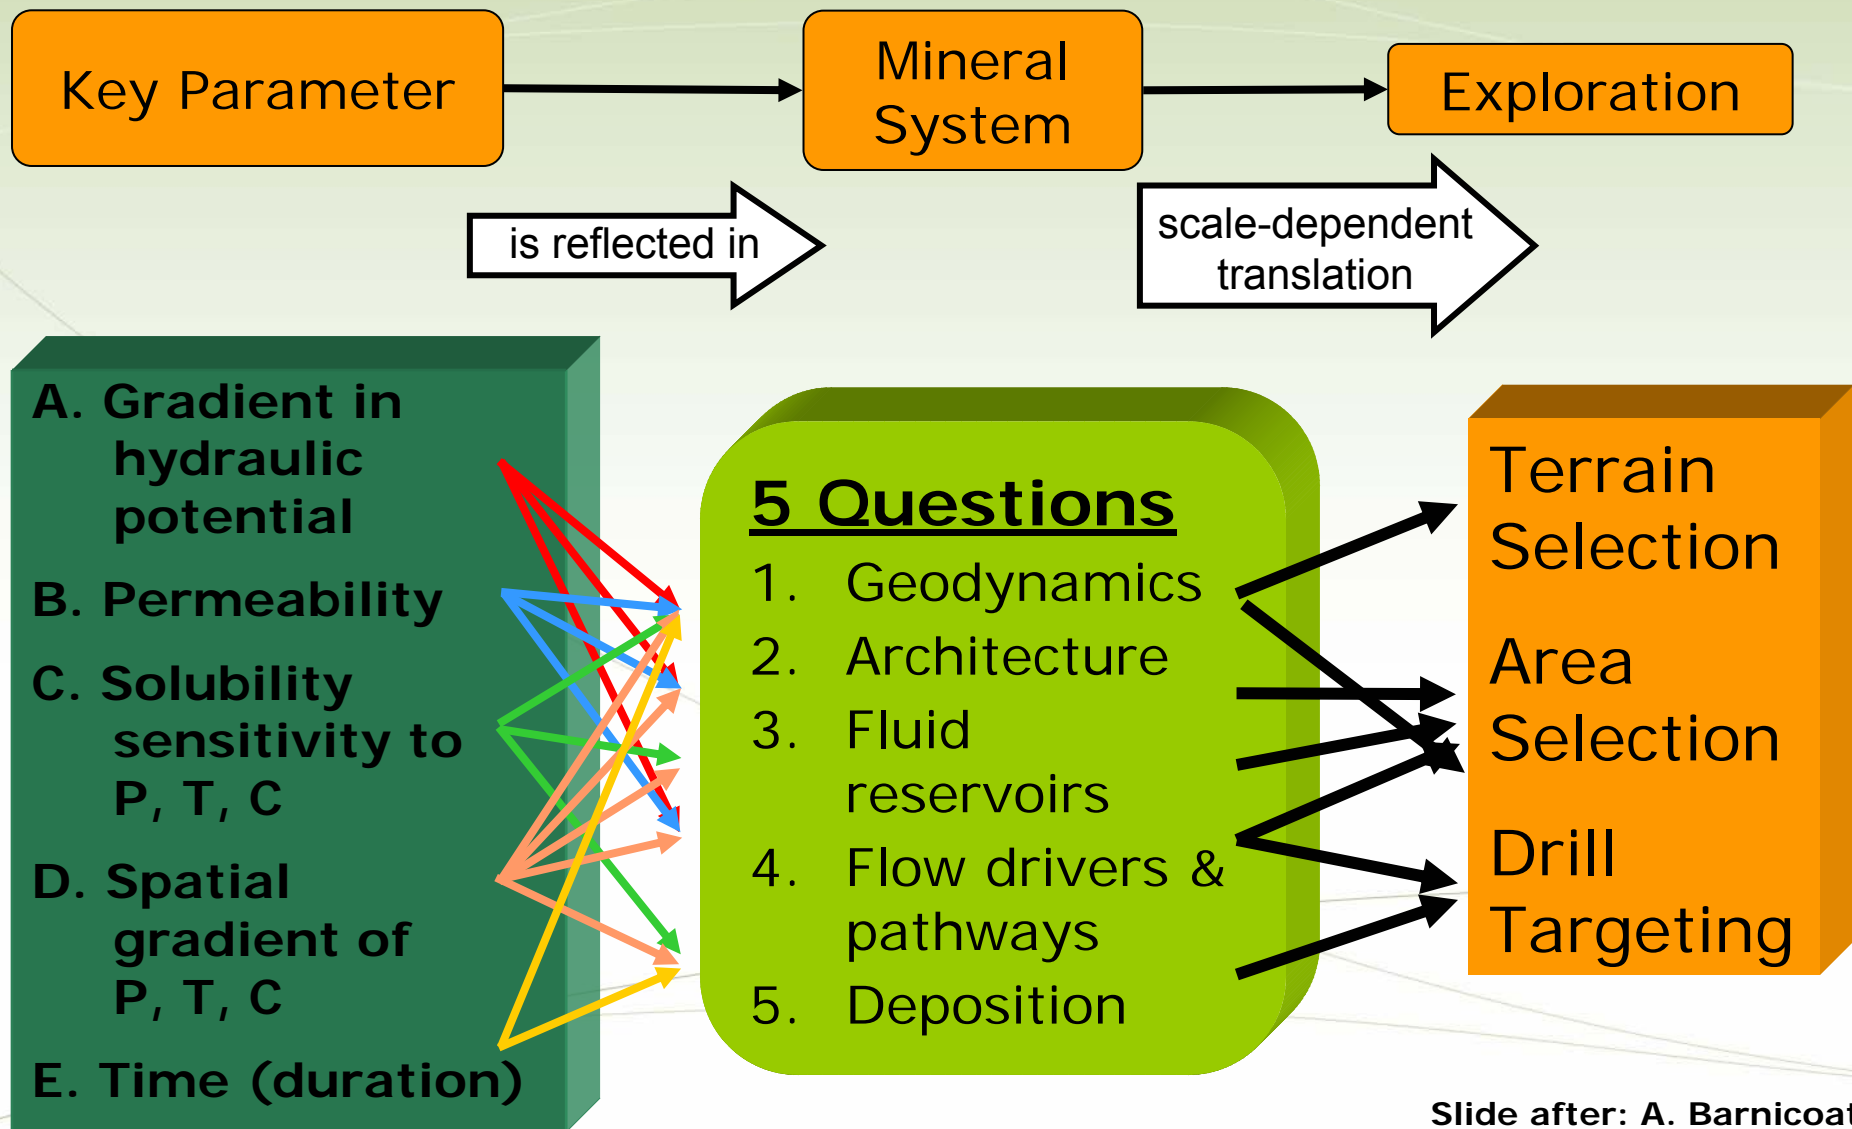 Key Parameter
Mineral
System
Exploration
is reflected in
scale-dependent
translation
A. Gradient in
hydraulic
potential
B. Permeability
C. Solubility
sensitivity to
P, T, C
D. Spatial
gradient of
P, T, C
E. Time (duration)
5 Questions
1. Geodynamics
2. Architecture
3. Fluid
reservoirs
4. Flow drivers &
pathways
5. Deposition
Terrain
Selection
Area
Selection
Drill
Targeting
Slide after: A. Barnicoat